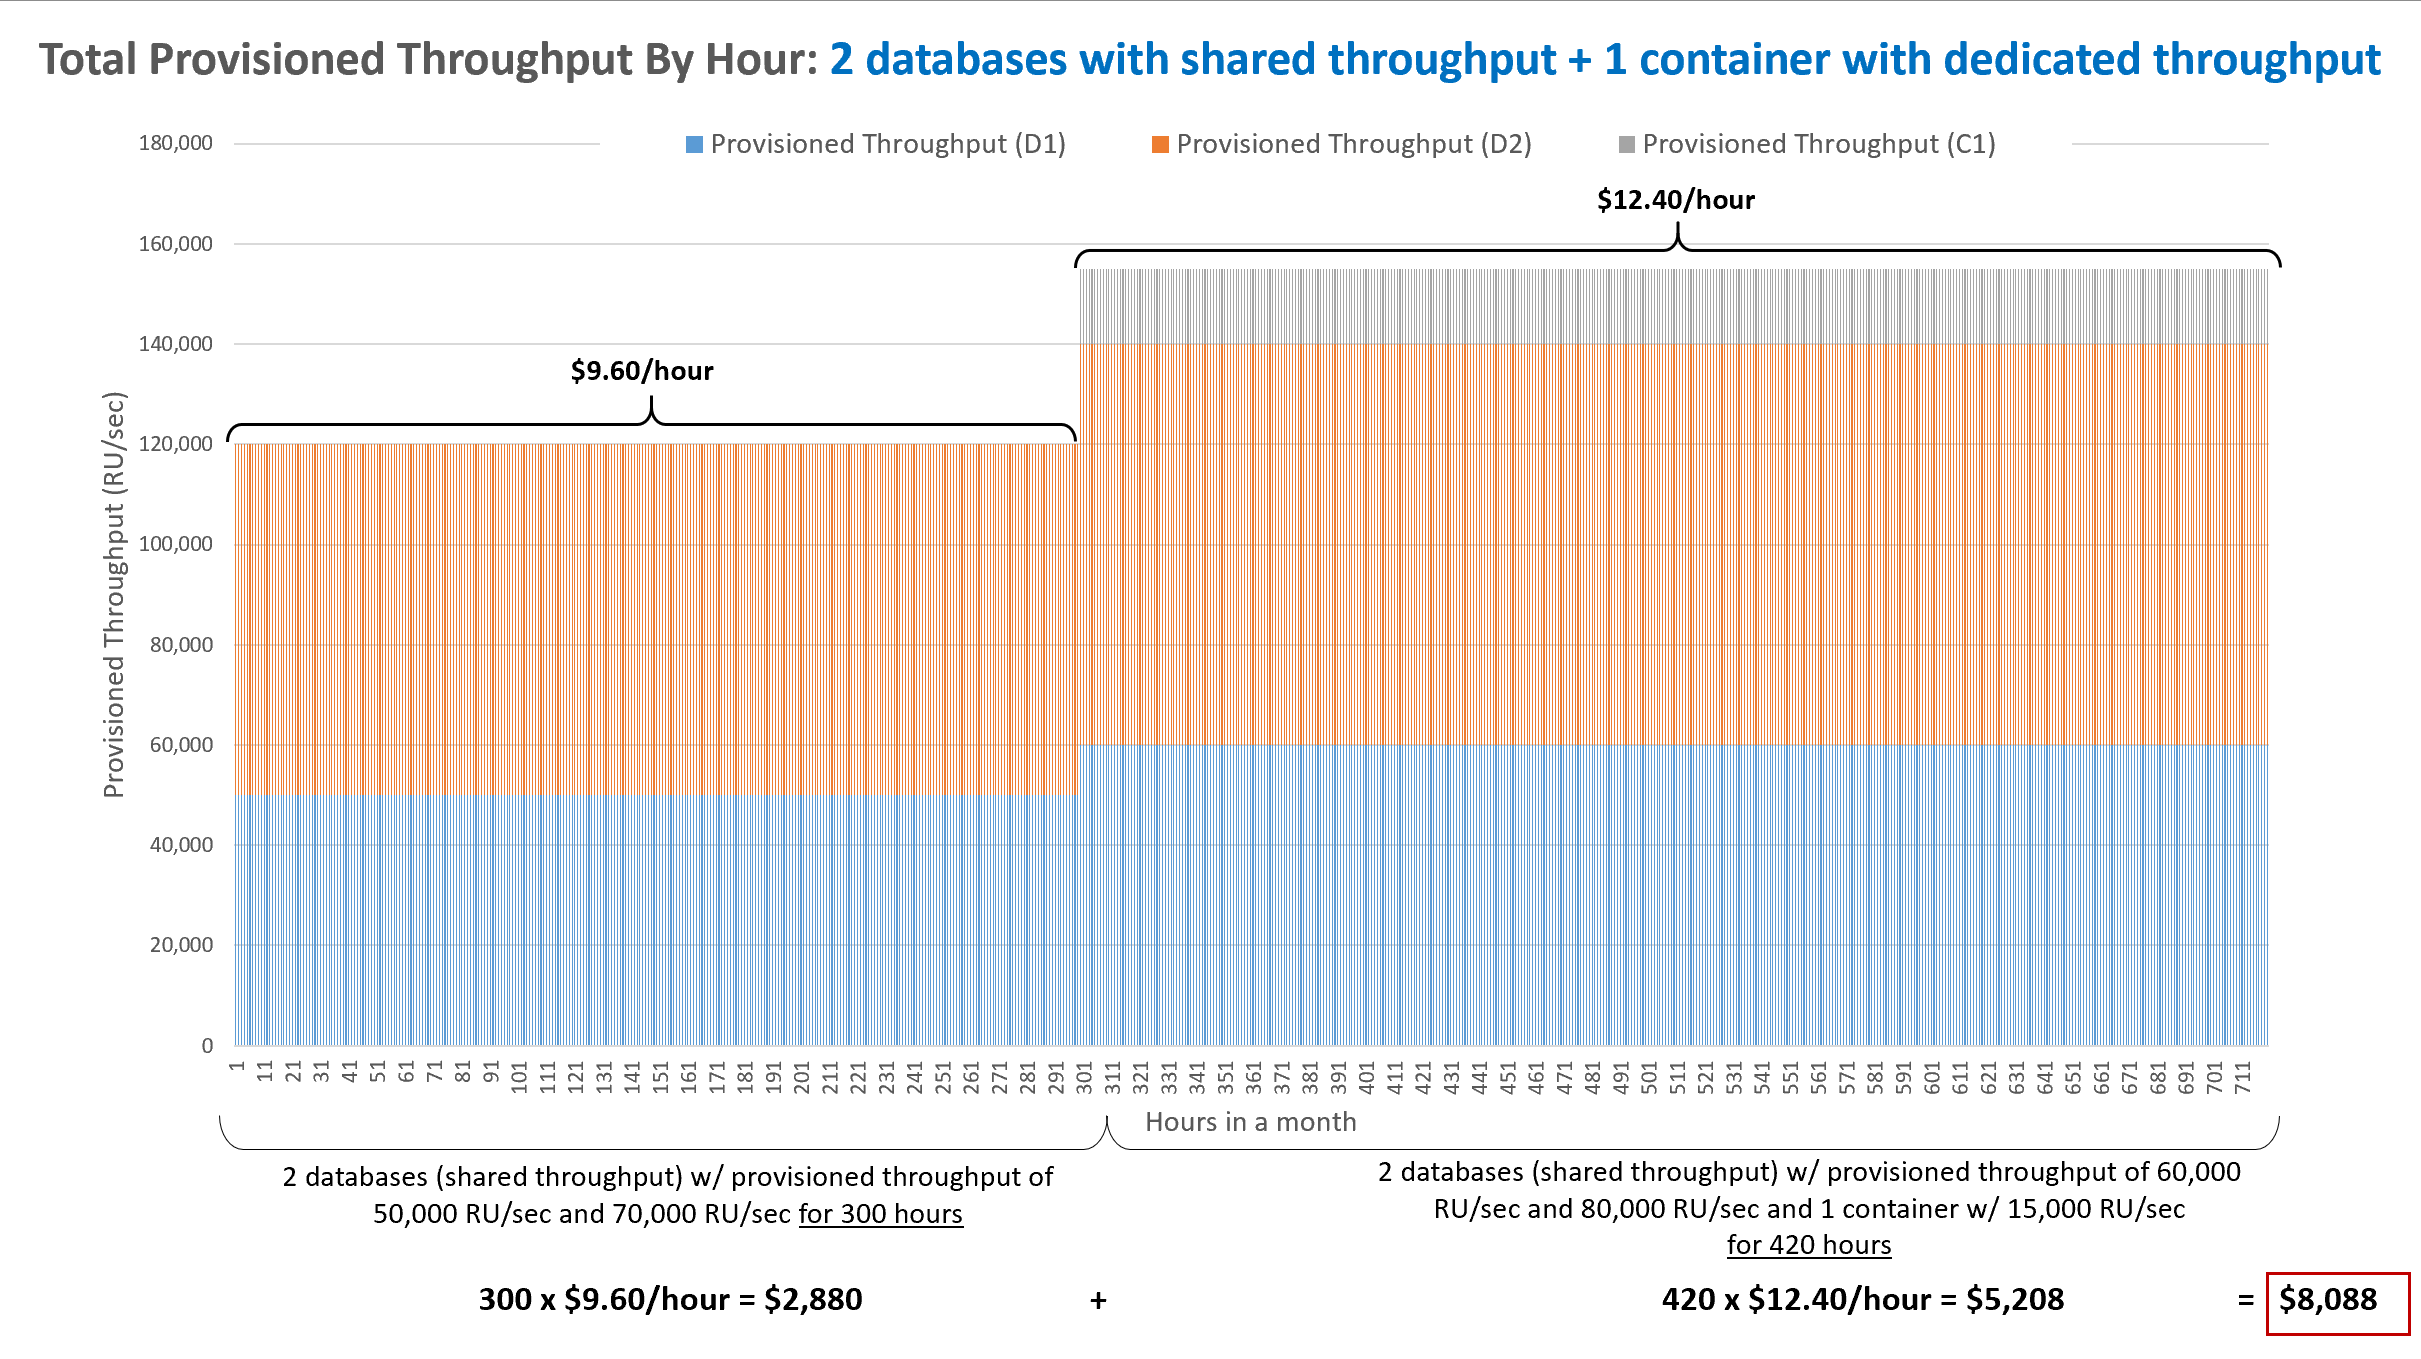 Total Provisioned Throughput By Hour: 2 databases with shared throughput + 1 container with dedicated throughput
Provisioned Throughput (D1)
Provisioned Throughput (D2)
Provisioned Throughput (C1)
$12.40/hour
$9.60/hour
Provisioned Throughput (RU/sec)
180,000
160,000
140,000
120,000
100,000
80,000
60,000
40,000
20,000
0
1 11 21 31 41 51 61 71 81 91 101 111 121 131 141 151 161 171 181 191 201 211 221 231 241 251 261 271 281 291 301 311 321 331 341 351 361 371 381 391 401 411 421 431 441 451 461 471 481 491 501 511 521 531 541 551 561 571 581 591 601 611 621 631 641 651 661 671 681 691 701 711
Hours in a month
2 databases (shared throughput) w/ provisioned throughput of
50,000 RU/sec and 70,000 RU/sec for 300 hours
2 databases (shared throughput) w/ provisioned throughput of 60,000
RU/sec and 80,000 RU/sec and 1 container w/ 15,000 RU/sec
for 420 hours
300 x $9.60/hour = $2,880 + 420 x $12.40/hour = $5,208 = $8,088